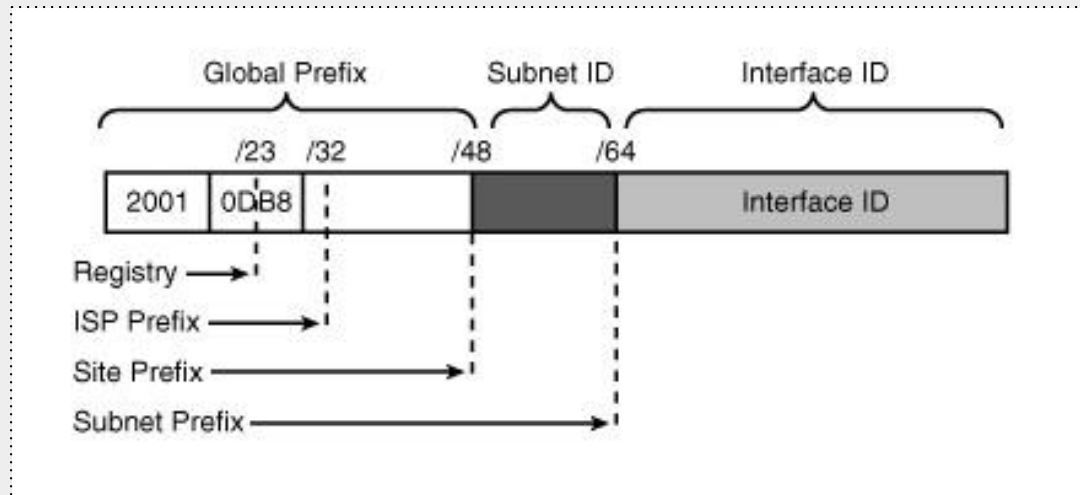 Global Prefix Subnet ID Interface ID
/23 /32 /48 /64
2001 0DB8 Interface ID
Registry
ISP Prefix
Site Prefix
Subnet Prefix